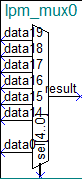 lpm_mux0
data19
data18
data17
data16
data15
data14
data0
result
sel[4..0]